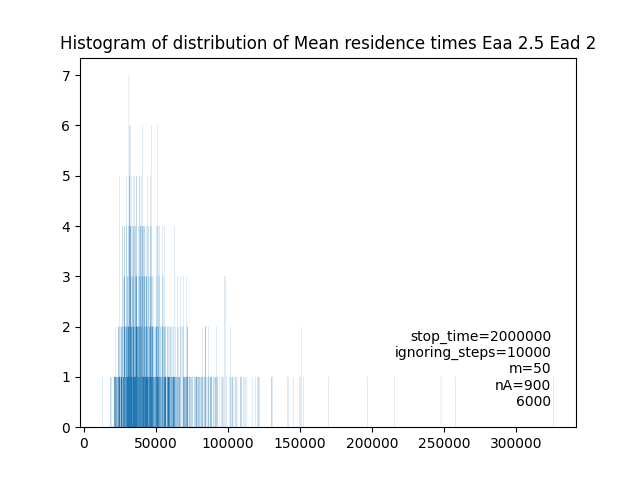 Histogram of distribution of Mean residence times Eaa 2.5 Ead 2
7
6
5
4
3
2
1
0
stop_time=2000000
ignoring_steps=10000
m=50
nA=900
6000
0 50000 100000 150000 200000 250000 300000